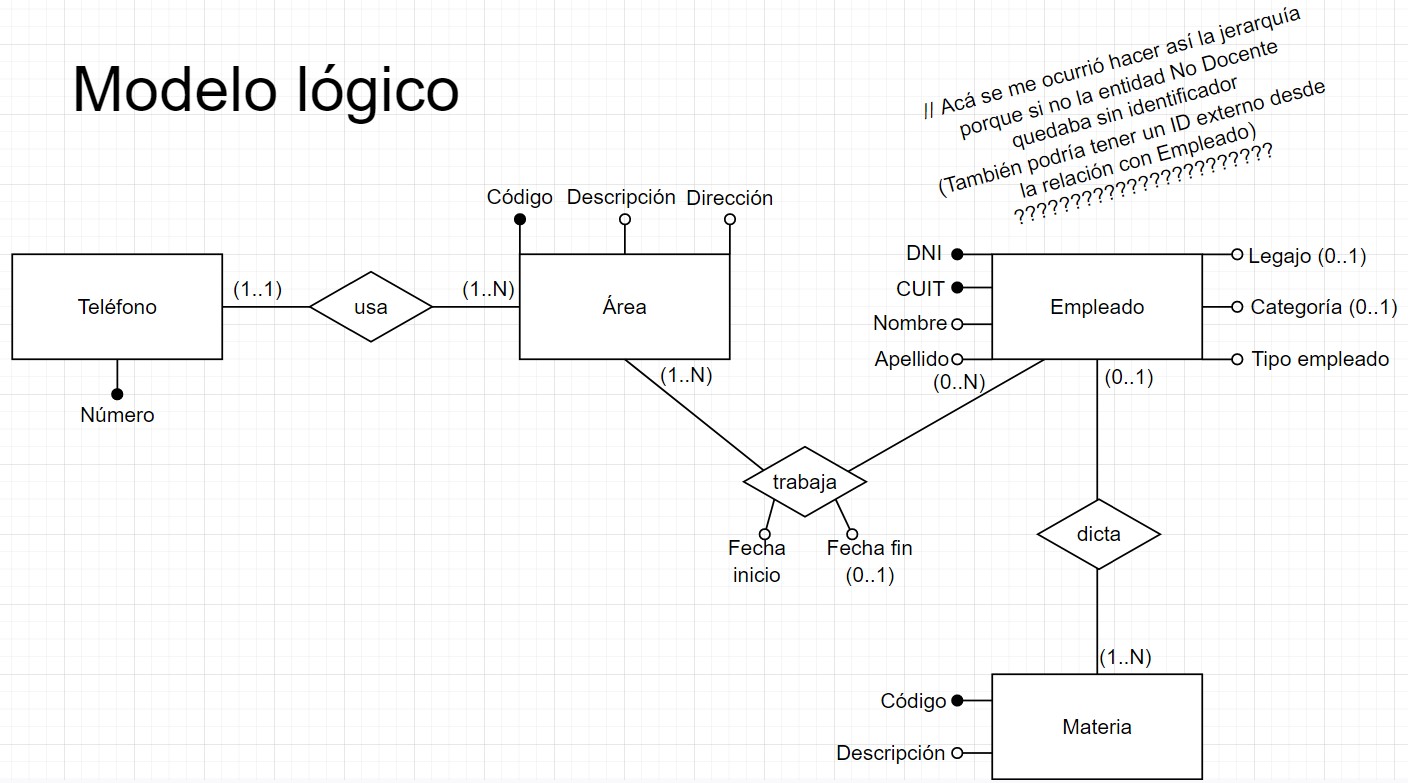 Modelo lógico
// Acá se me ocurrió hacer así la jerarquía
porque si no la entidad No Docente
quedaba sin identificador
(También podría tener un ID externo desde
la relación con Empleado)
???????????????????????
Código Descripción Dirección
Teléfono
(1..1)
usa
(1..N)
Área
Número
(1..N)
DNI
CUIT
Nombre
Apellido
Empleado
Legajo (0..1)
Categoría (0..1)
Tipo empleado
(0..N)
(0..1)
trabaja
Fecha
inicio
Fecha fin
(0..1)
dicta
(1..N)
Código
Descripción
Materia